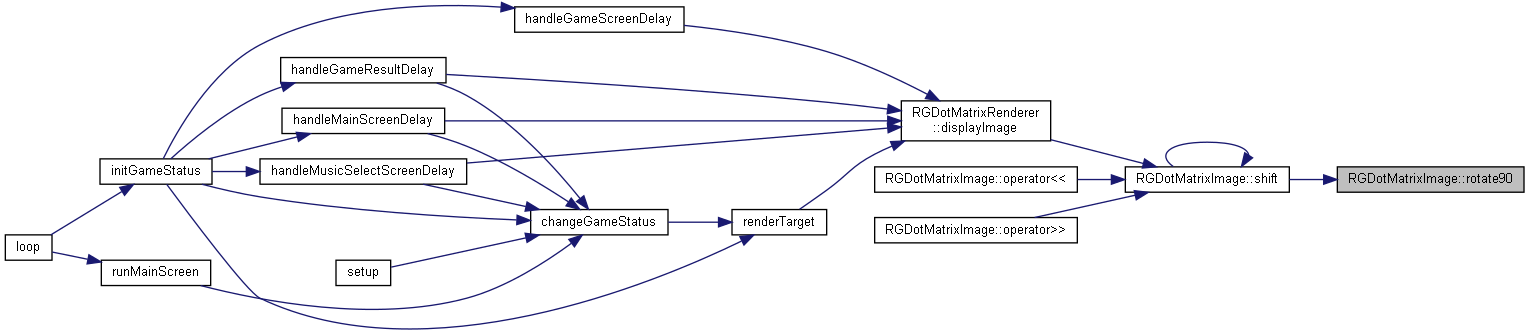 handleGameScreenDelay
handleGameResultDelay
handleMainScreenDelay
RGDotMatrixRenderer
::displayImage
initGameStatus
handleMusicSelectScreenDelay
RGDotMatrixImage::operator<<
RGDotMatrixImage::shift
RGDotMatrixImage::rotate90
changeGameStatus
renderTarget
RGDotMatrixImage::operator>>
loop
runMainScreen
setup